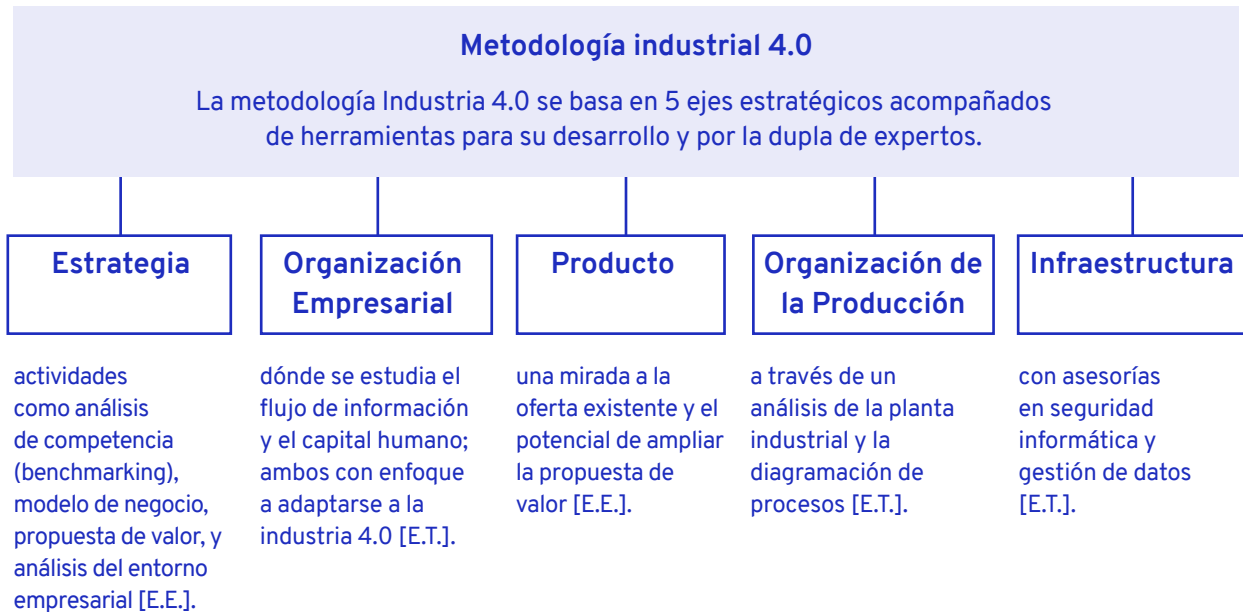 Metodología industrial 4.0
La metodología Industria 4.0 se basa en 5 ejes estratégicos acompañados
de herramientas para su desarrollo y por la dupla de expertos.
Estrategia
actividades
como análisis
de competencia
(benchmarking),
modelo de negocio,
propuesta de valor, y
análisis del entorno
empresarial [E.E.].
Organización
Empresarial
dónde se estudia el
flujo de información
y el capital humano;
ambos con enfoque
a adaptarse a la
industria 4.0 [E.T.].
Producto
una mirada a la
oferta existente y el
potencial de ampliar
la propuesta de
valor [E.E.].
Organización de
la Producción
a través de un
análisis de la planta
industrial y la
diagramación de
procesos [E.T.].
Infraestructura
con asesorías
en seguridad
informática y
gestión de datos
[E.T.].